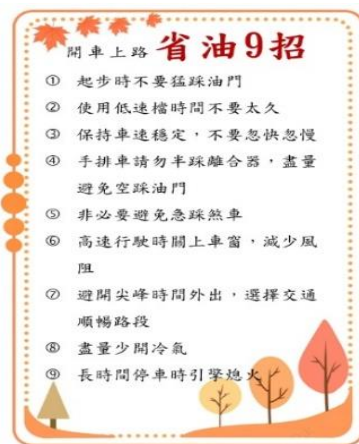 開車上路 省油9招
① 起步時不要猛踩油門
② 使用低速檔時間不要太久
③ 保持車速穩定，不要忽快忽慢
④ 手排車請勿半踩離合器，盡量
避免空踩油門
⑤ 非必要避免急踩煞車
⑥ 高速行駛時關上車窗，減少風
阻
⑦ 避開尖峰時間外出，選擇交通
順暢路段
⑧ 盡量少開冷氣
⑨ 長時間停車時引擎熄火